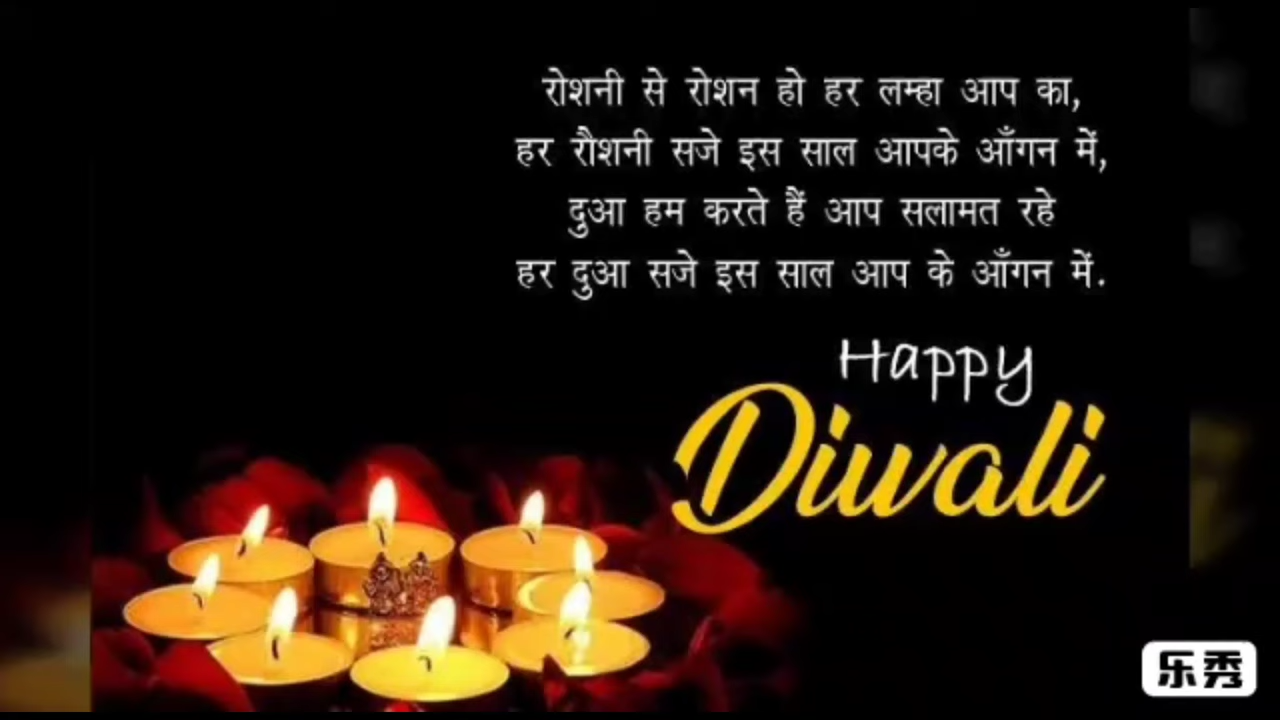 रोशनी से रोशन हो हर लम्हा आप का,
हर रौशनी सजे इस साल आपके आँगन में,
दुआ हम करते हैं आप सलामत रहे
हर दुआ सजे इस साल आप के आँगन में.
Happy
Diwali
乐秀